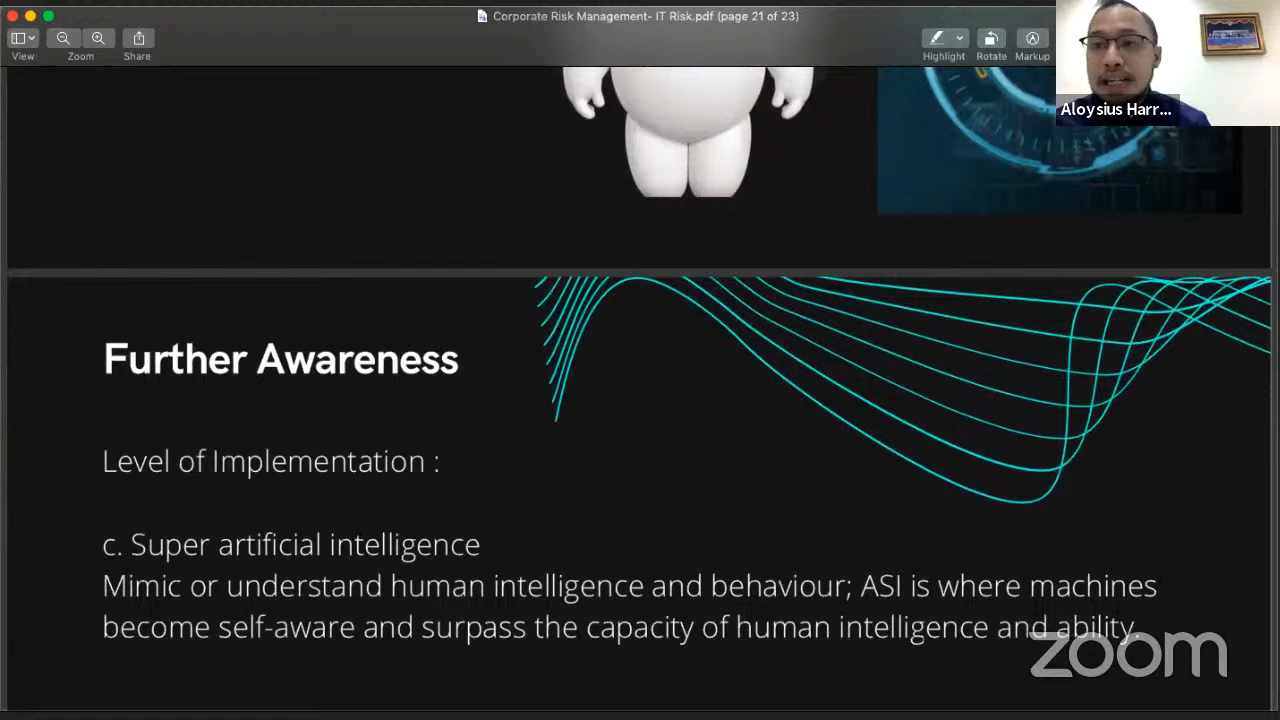 Corporate Risk Management- IT Risk.pdf (page 21 of 23)
View
Zoom
Share
Highlight
Rotate
Markup
Aloysius Harr...
Further Awareness
Level of Implementation :
c. Super artificial intelligence
Mimic or understand human intelligence and behaviour; ASI is where machines
become self-aware and surpass the capacity of human intelligence and ability.
zoom